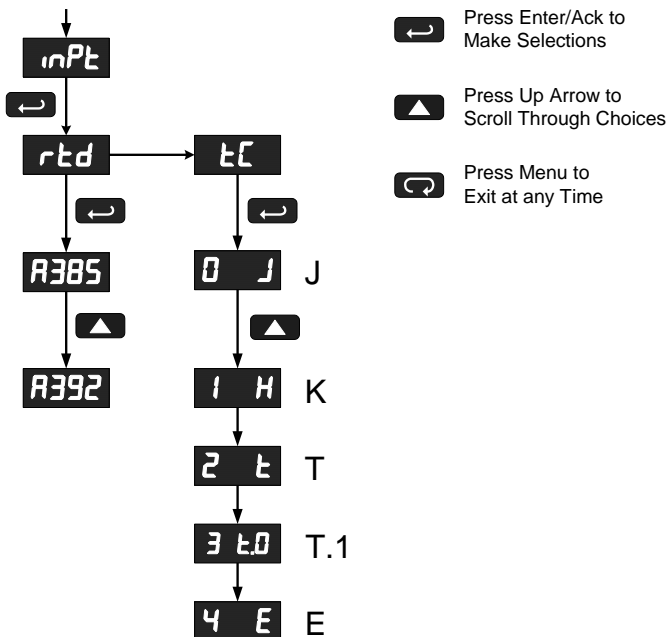 inPt
Press Enter/Ack to
Make Selections
Press Up Arrow to
Scroll Through Choices
Press Menu to
Exit at any Time
rtd
tC
A385
0 J
J
A392
1 H
K
2 t
T
3 t.0
T.1
4 E
E